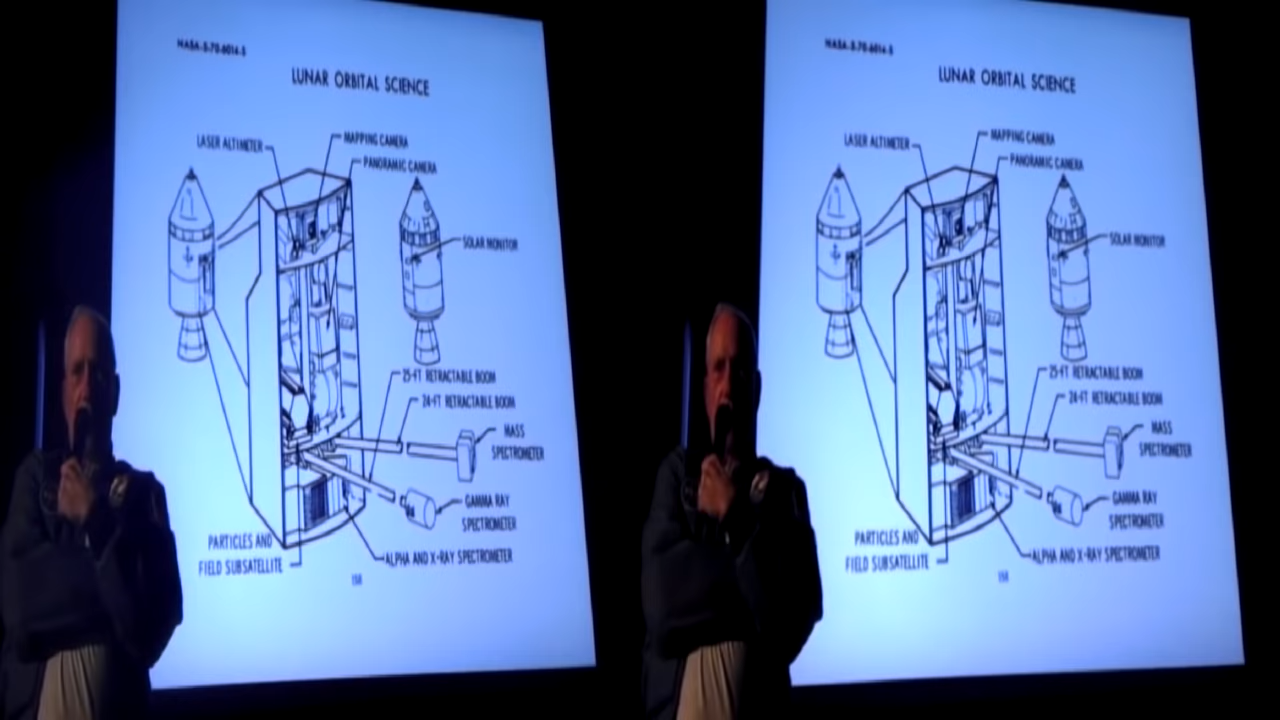 NASA-S-70-6014-S
LUNAR ORBITAL SCIENCE
LASER ALTIMETER
MAPPING CAMERA
PANORAMIC CAMERA
SOLAR MONITOR
25-FT RETRACTABLE BOOM
24-FT RETRACTABLE BOOM
MASS
SPECTROMETER
GAMMA RAY
SPECTROMETER
PARTICLES AND
FIELD SUBSATELLITE
ALPHA AND X-RAY SPECTROMETER
NASA-S-70-6014-S
LUNAR ORBITAL SCIENCE
LASER ALTIMETER
MAPPING CAMERA
PANORAMIC CAMERA
SOLAR MONITOR
25-FT RETRACTABLE BOOM
24-FT RETRACTABLE BOOM
MASS
SPECTROMETER
GAMMA RAY
SPECTROMETER
PARTICLES AND
FIELD SUBSATELLITE
ALPHA AND X-RAY SPECTROMETER